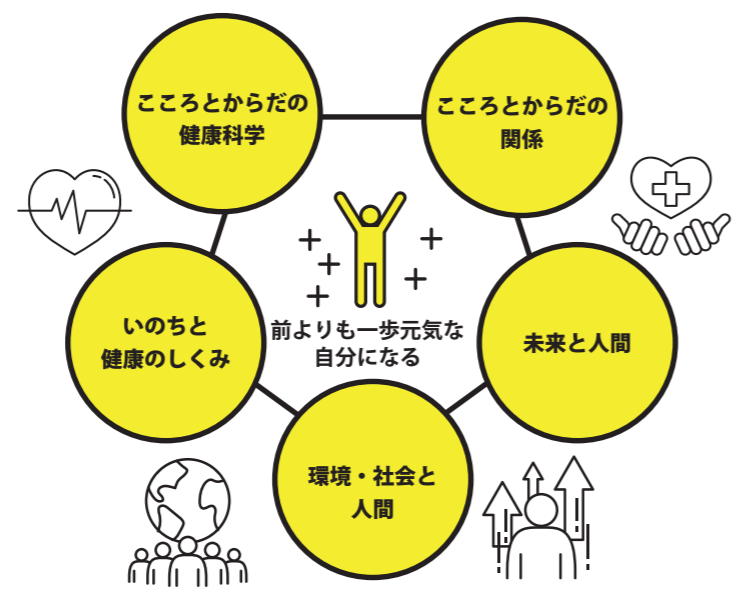 こころとからだの
健康科学
こころとからだの
関係
いのちと
健康のしくみ
前よりも一歩元気な
自分になる
未来と人間
環境・社会と
人間